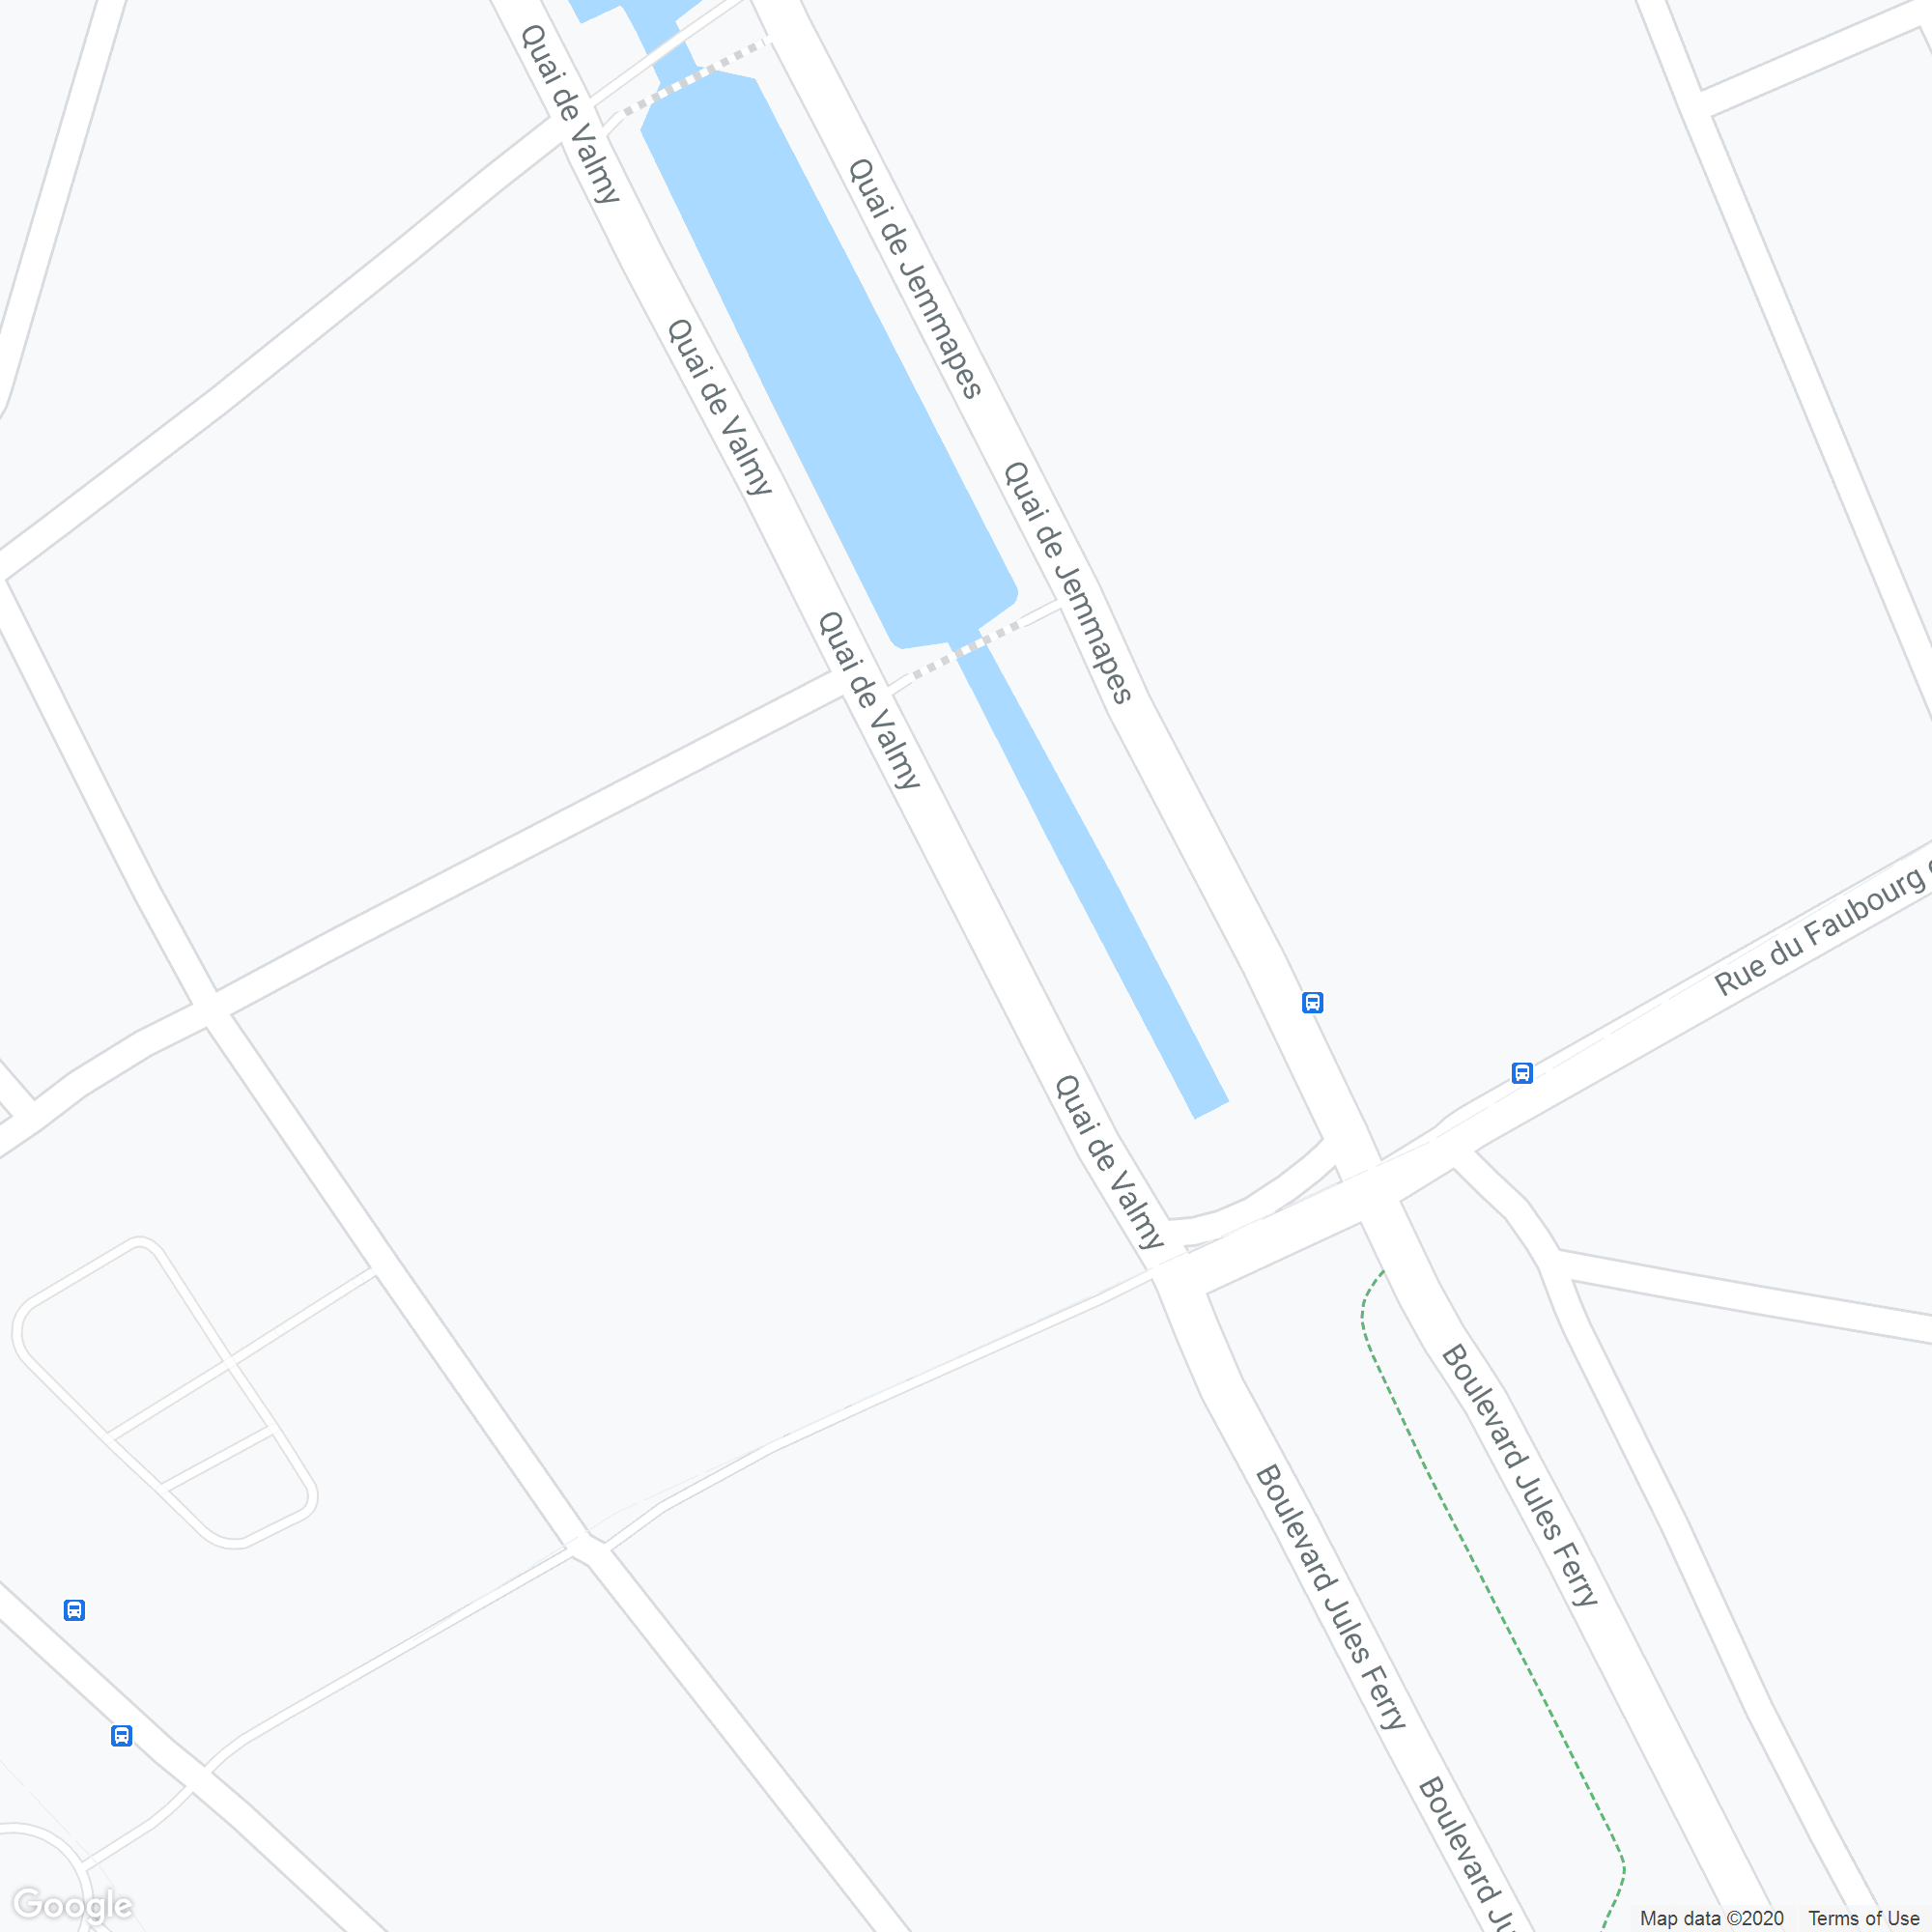 Quai de Valmy
Quai de Jemmapes
Quai de Valmy
Quai de Jemmapes
Quai de Valmy
Rue du Faubourg
Quai de Valmy
Boulevard Jules Ferry
Boulevard Jules Ferry
Boulevard
Google
Map data ©2020
Terms of Use